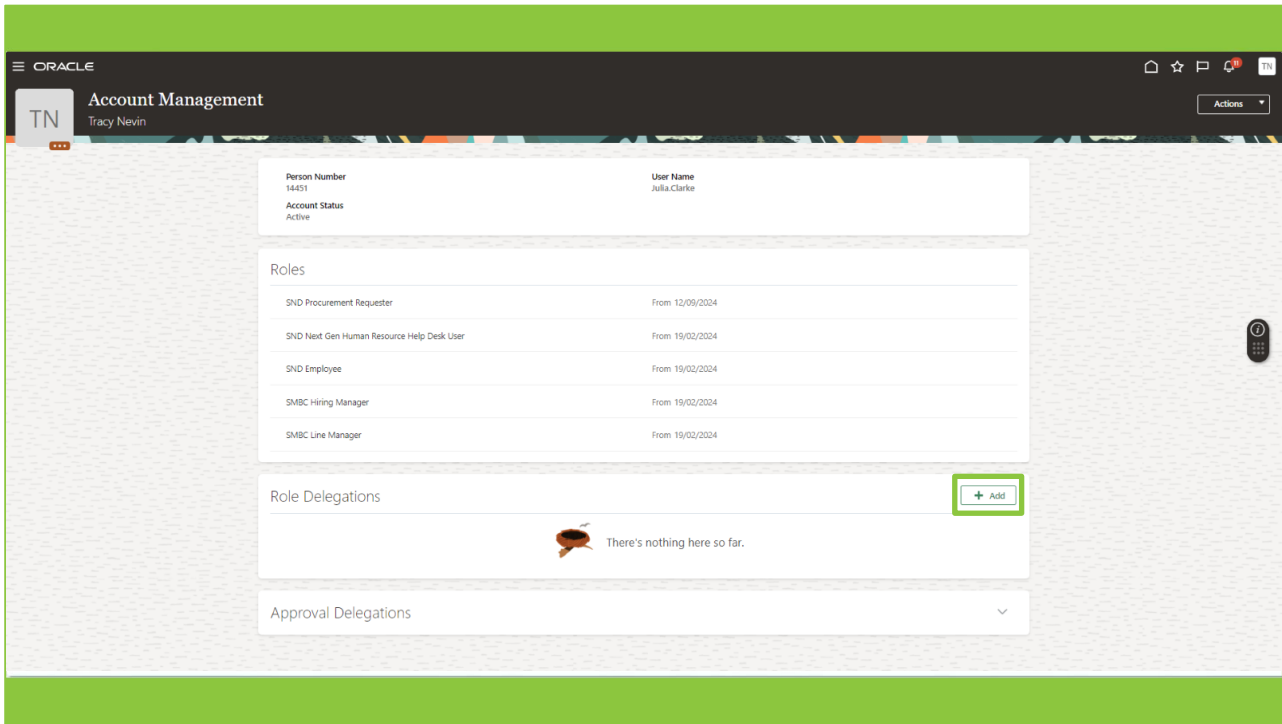 ORACLE
11
TN
TN
Account Management
Tracy Nevin
Actions
Person Number
14451
User Name
Julia.Clarke
Account Status
Active
Roles
SND Procurement Requester
From 12/09/2024
SND Next Gen Human Resource Help Desk User
From 19/02/2024
SND Employee
From 19/02/2024
SMBC Hiring Manager
From 19/02/2024
SMBC Line Manager
From 19/02/2024
Role Delegations
+ Add
There's nothing here so far.
Approval Delegations